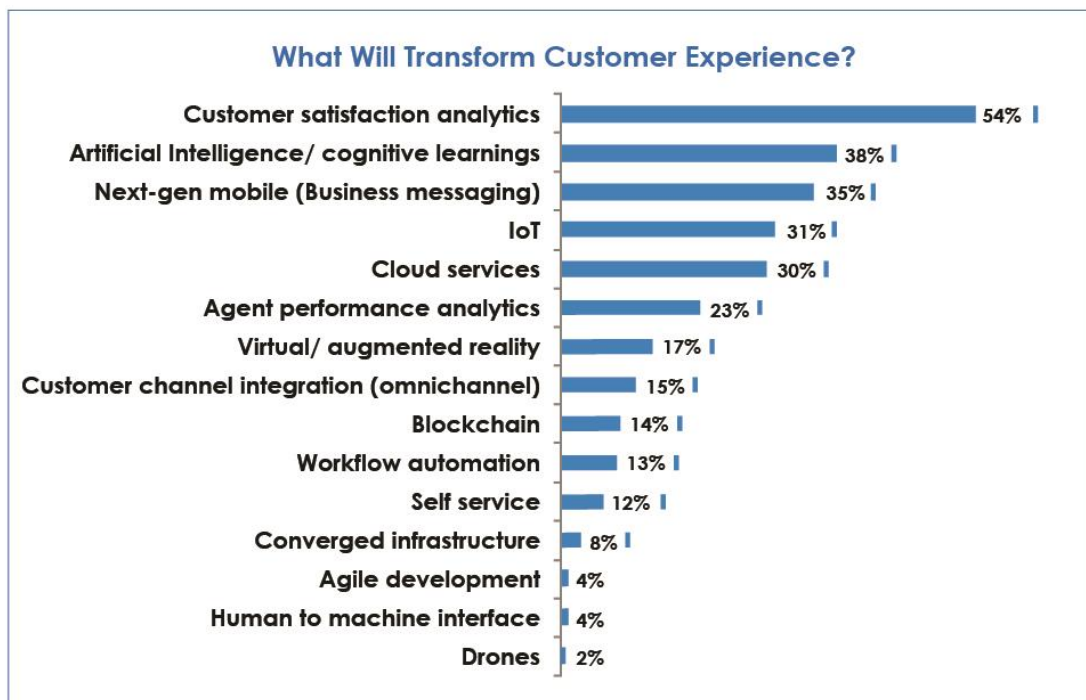 What Will Transform Customer Experience?
Customer satisfaction analytics 54%
Artificial Intelligence/ cognitive learnings 38%
Next-gen mobile (Business messaging) 35%
IoT 31%
Cloud services 30%
Agent performance analytics 23%
Virtual/ augmented reality 17%
Customer channel integration (omnichannel) 15%
Blockchain 14%
Workflow automation 13%
Self service 12%
Converged infrastructure 8%
Agile development 4%
Human to machine interface 4%
Drones 2%